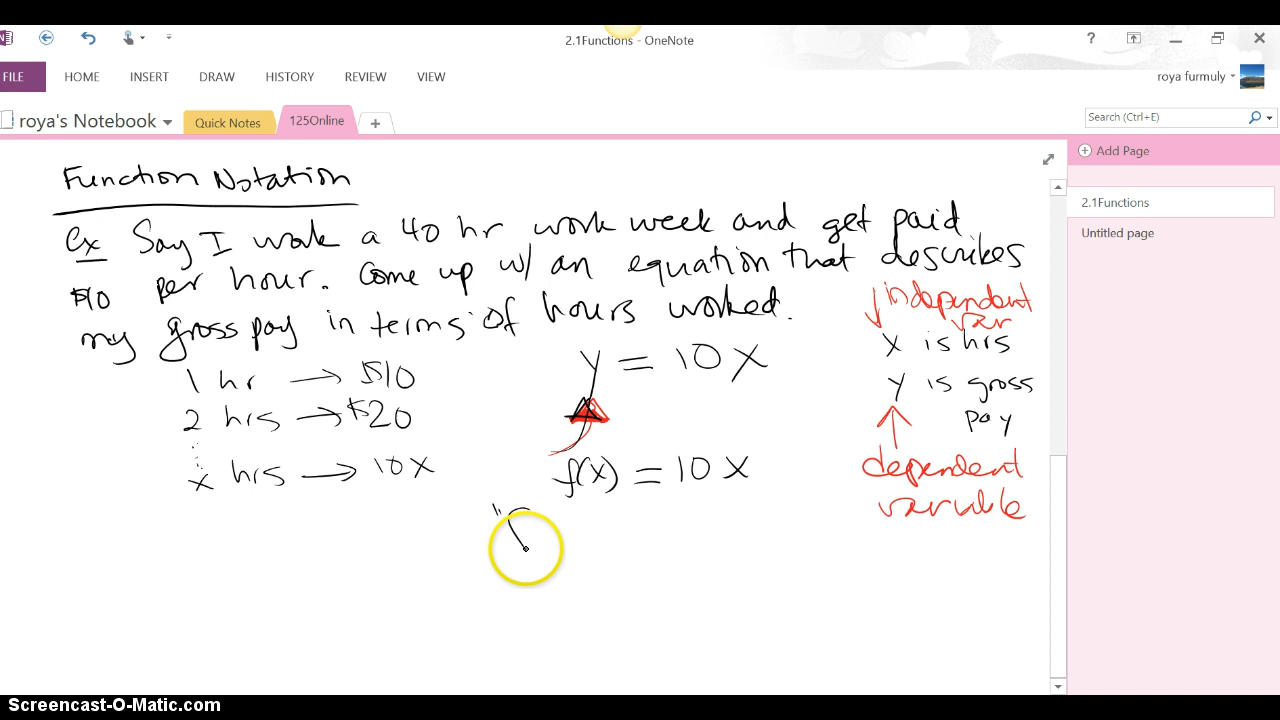 2.1Functions - OneNote
?
FILE HOME INSERT DRAW HISTORY REVIEW VIEW
roya furmuly
roya's Notebook
Quick Notes
125Online
+
Search (Ctrl+E)
Add Page
2.1Functions
Untitled page
Function Notation
Ex Say I work a 40 hr work week and get paid
$10 per hour. Come up w/ an equation that describes
my gross pay in terms of hours worked.
1 hr → $10
2 hrs → $20
x hrs → 10x
y = 10x
f(x) = 10x
"
↓ independent
var
x is hrs
y is gross
pay
↑
dependent
variable
Screencast-O-Matic.com